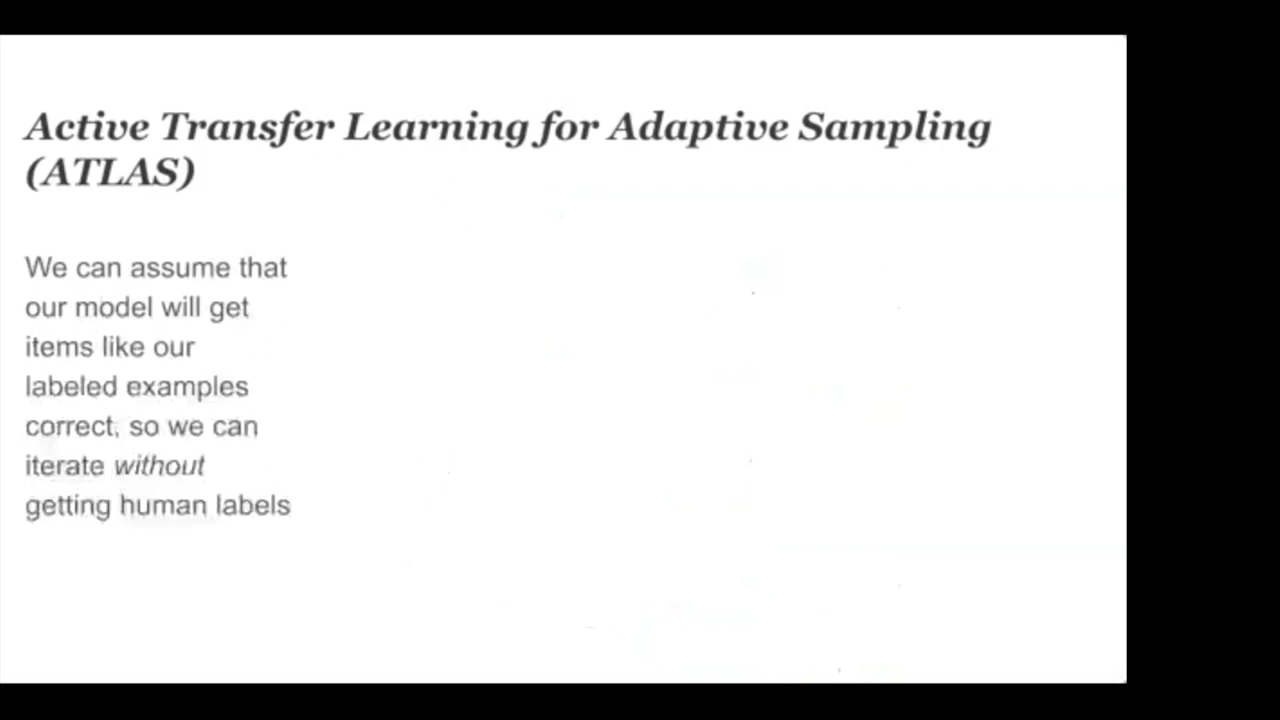 Active Transfer Learning for Adaptive Sampling
(ATLAS)
We can assume that
our model will get
items like our
labeled examples
correct, so we can
iterate without
getting human labels